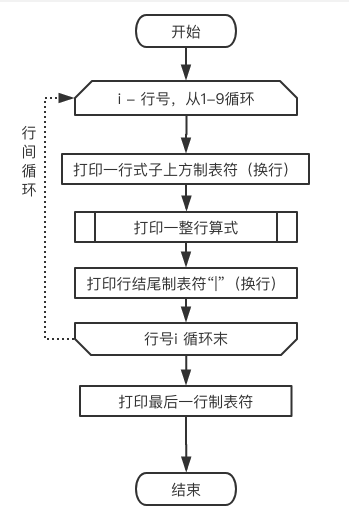 开始
i - 行号，从1-9循环
行间循环
打印一行式子上方制表符（换行）
打印一整行算式
打印行结尾制表符“|”（换行）
行号i 循环末
打印最后一行制表符
结束